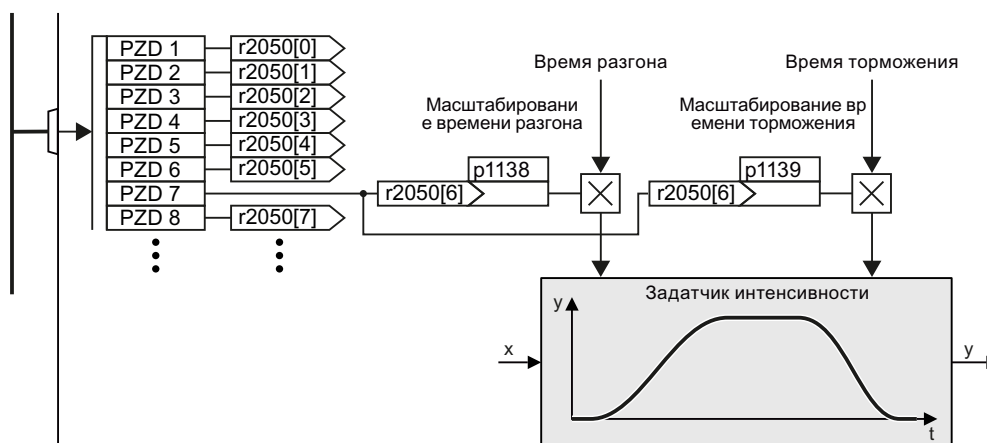 PZD 1 r2050[0]
PZD 2 r2050[1]
PZD 3 r2050[2]
PZD 4 r2050[3]
PZD 5 r2050[4]
PZD 6 r2050[5]
PZD 7
PZD 8 r2050[7]
Время разгона
Масштабировани
е времени разгона
p1138
r2050[6]
Время торможения
Масштабирование вр
емени торможения
p1139
r2050[6]
Задатчик интенсивности
y
x
y
t